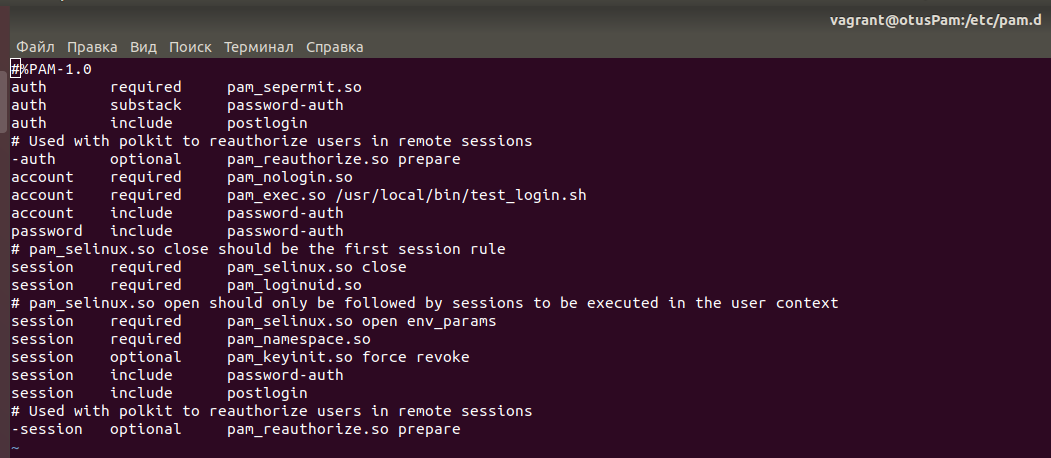 vagrant@otusPam:/etc/pam.d
Файл Правка Вид Поиск Терминал Справка
#%PAM-1.0
auth       required     pam_sepermit.so
auth       substack     password-auth
auth       include      postlogin
# Used with polkit to reauthorize users in remote sessions
-auth      optional     pam_reauthorize.so prepare
account    required     pam_nologin.so
account    required     pam_exec.so /usr/local/bin/test_login.sh
account    include      password-auth
password   include      password-auth
# pam_selinux.so close should be the first session rule
session    required     pam_selinux.so close
session    required     pam_loginuid.so
# pam_selinux.so open should only be followed by sessions to be executed in the user context
session    required     pam_selinux.so open env_params
session    required     pam_namespace.so
session    optional     pam_keyinit.so force revoke
session    include      password-auth
session    include      postlogin
# Used with polkit to reauthorize users in remote sessions
-session   optional     pam_reauthorize.so prepare
~